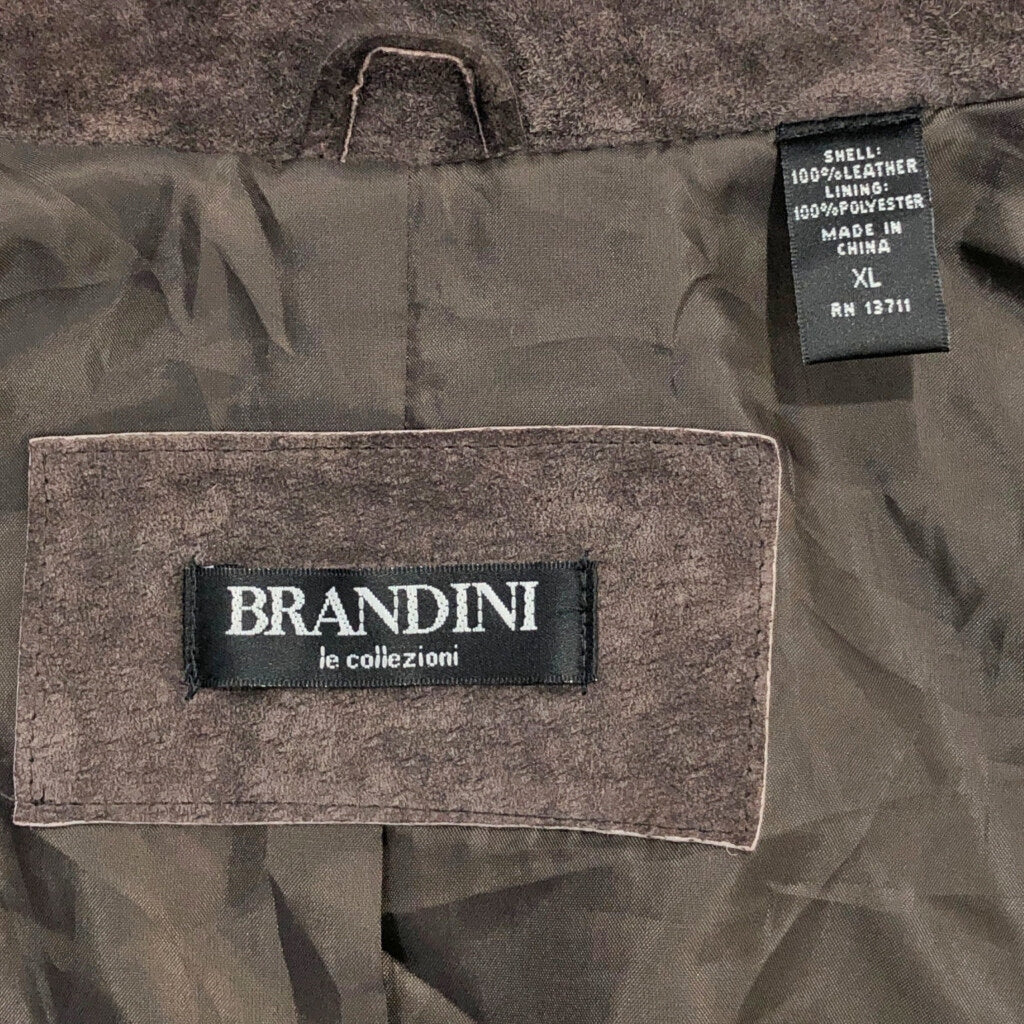 SHELL:
100%LEATHER
LINING:
100%POLYESTER
MADE IN
CHINA
XL
RN 13711
BRANDINI
le collezioni